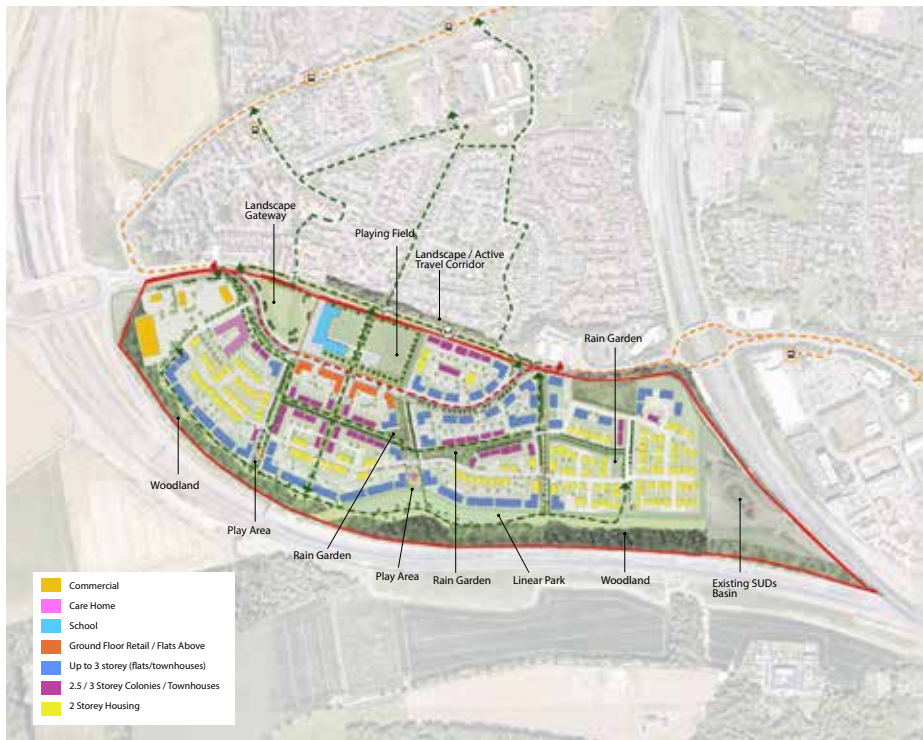 Landscape
Gateway
Playing Field
Landscape / Active
Travel Corridor
Rain Garden
Woodland
Play Area
Rain Garden
Play Area
Rain Garden
Linear Park
Woodland
Existing SUDs
Basin
Commercial
Care Home
School
Ground Floor Retail / Flats Above
Up to 3 storey (flats/townhouses)
2.5 / 3 Storey Colonies / Townhouses
2 Storey Housing